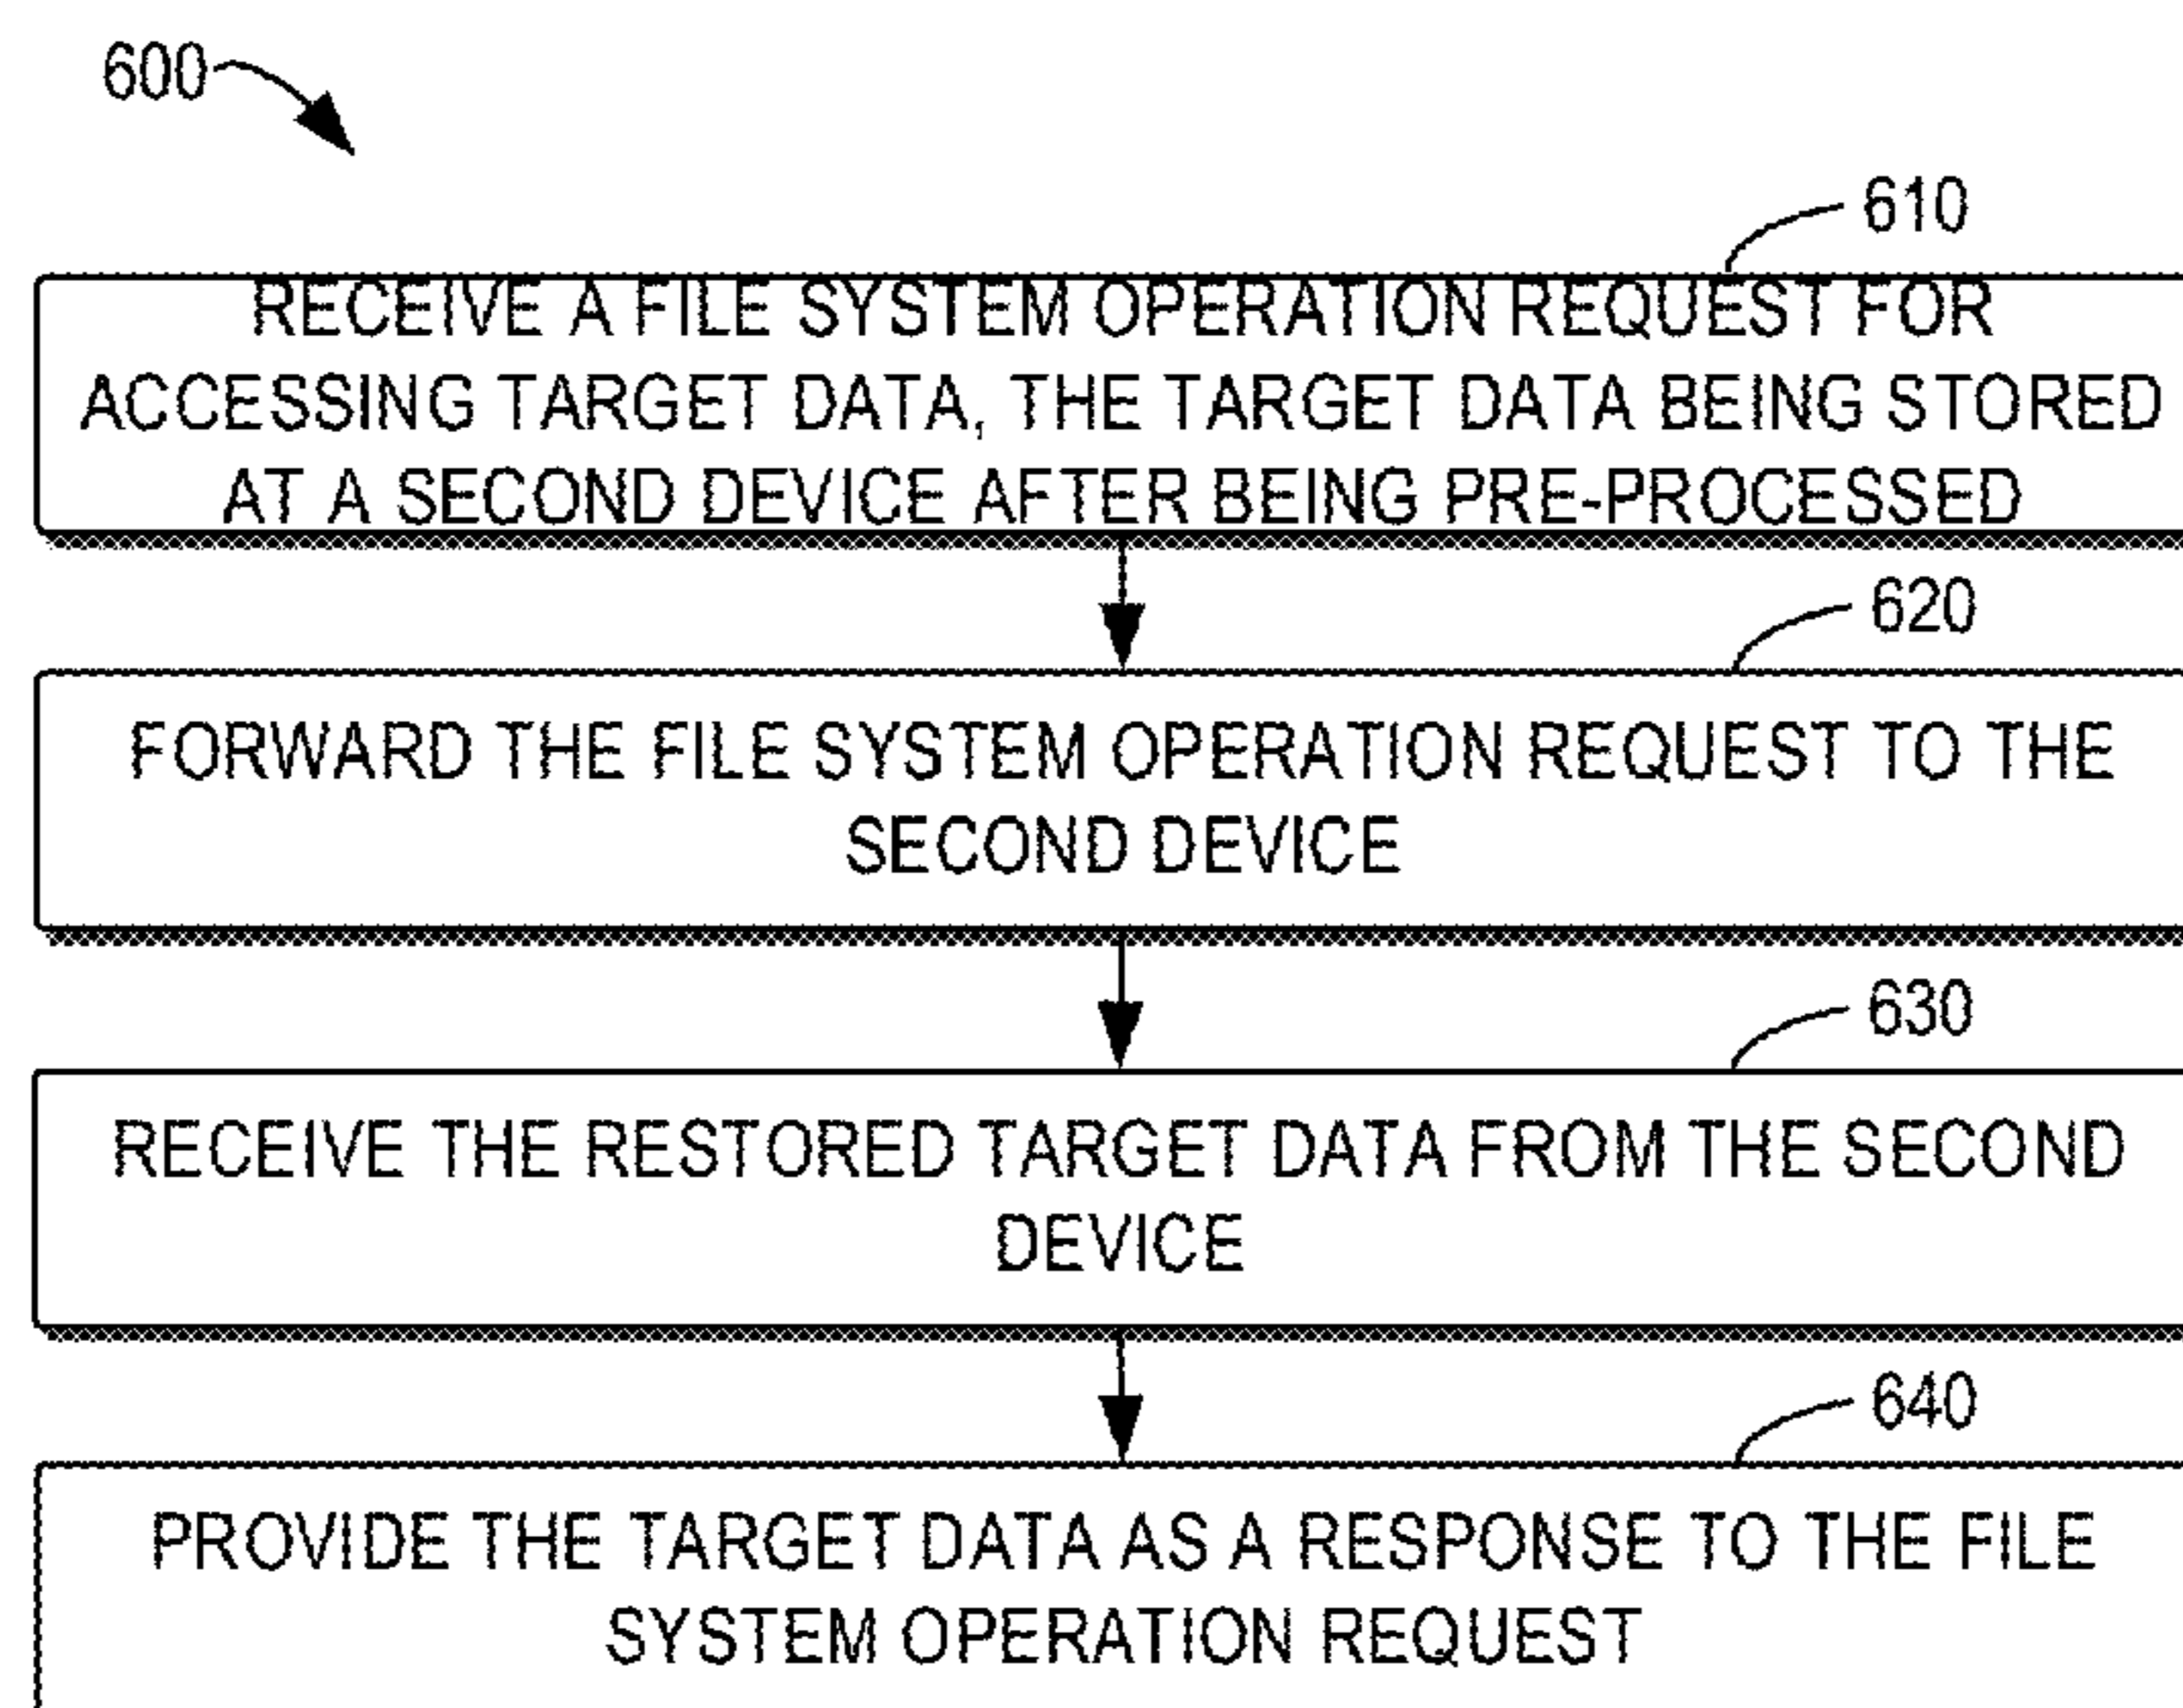 600
610
RECEIVE A FILE SYSTEM OPERATION REQUEST FOR
ACCESSING TARGET DATA, THE TARGET DATA BEING STORED
AT A SECOND DEVICE AFTER BEING PRE-PROCESSED
620
FORWARD THE FILE SYSTEM OPERATION REQUEST TO THE
SECOND DEVICE
630
RECEIVE THE RESTORED TARGET DATA FROM THE SECOND
DEVICE
640
PROVIDE THE TARGET DATA AS A RESPONSE TO THE FILE
SYSTEM OPERATION REQUEST